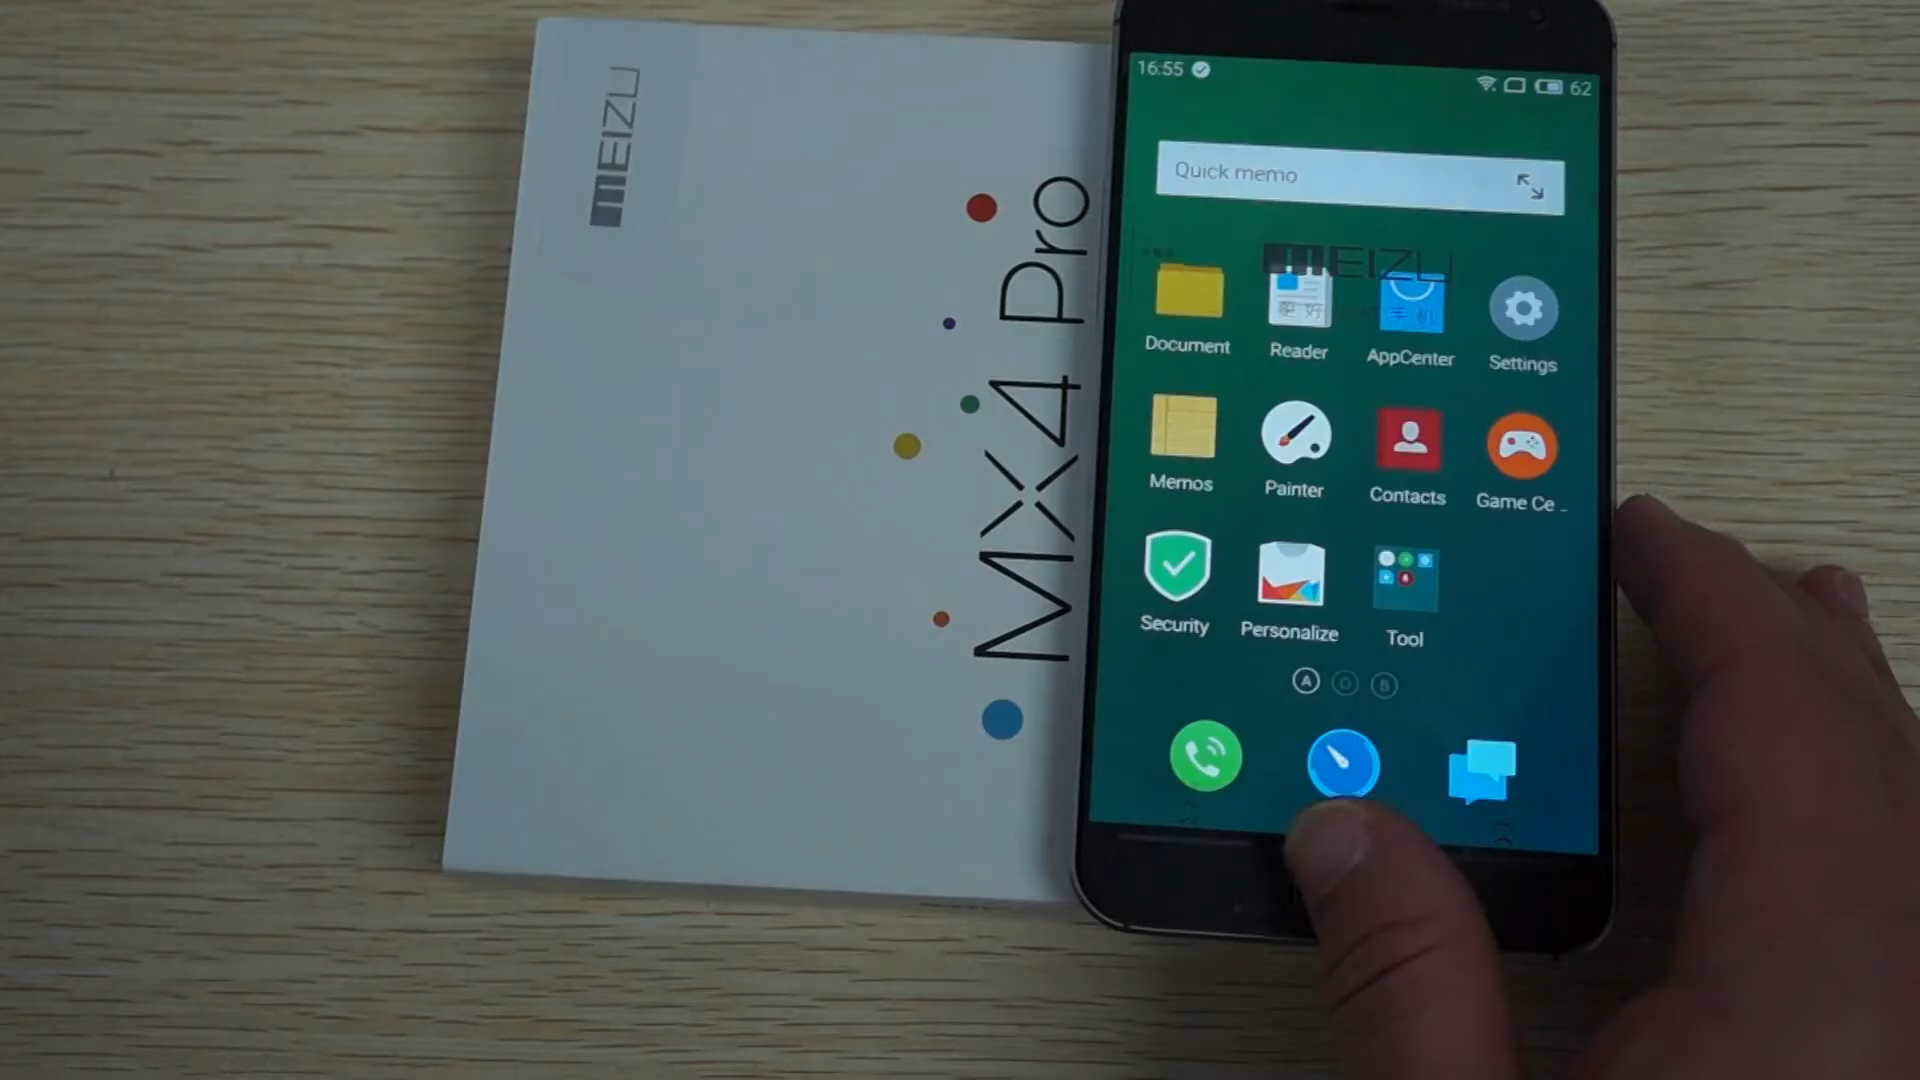 MEIZU
MX4 Pro
16:55
62
Quick memo
MEIZU
Document
Reader
AppCenter
Settings
Memos
Painter
Contacts
Game Ce ..
Security
Personalize
Tool
A
B